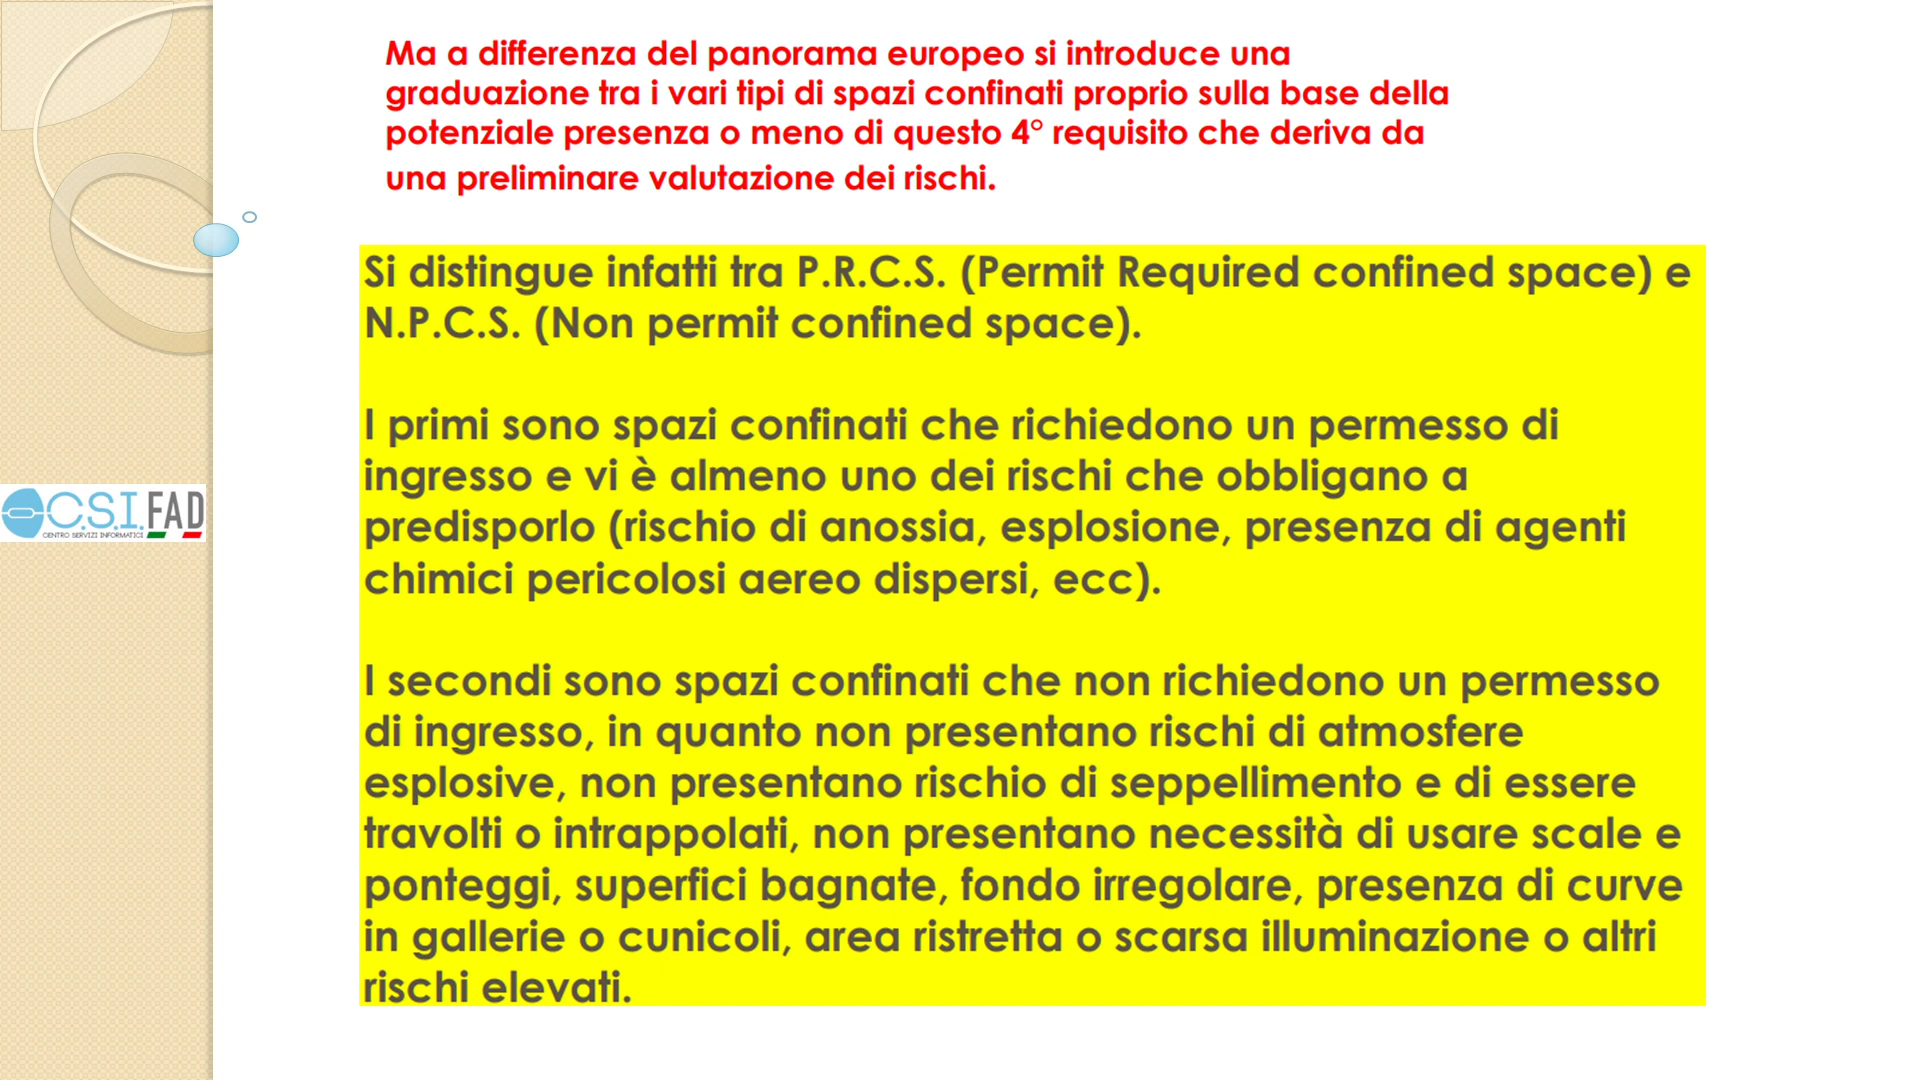 Ma a differenza del panorama europeo si introduce una
graduazione tra i vari tipi di spazi confinati proprio sulla base della
potenziale presenza o meno di questo 4° requisito che deriva da
una preliminare valutazione dei rischi.
Si distingue infatti tra P.R.C.S. (Permit Required confined space) e
N.P.C.S. (Non permit confined space).
I primi sono spazi confinati che richiedono un permesso di
ingresso e vi è almeno uno dei rischi che obbligano a
predisporlo (rischio di anossia, esplosione, presenza di agenti
chimici pericolosi aereo dispersi, ecc).
I secondi sono spazi confinati che non richiedono un permesso
di ingresso, in quanto non presentano rischi di atmosfere
esplosive, non presentano rischio di seppellimento e di essere
travolti o intrappolati, non presentano necessità di usare scale e
ponteggi, superfici bagnate, fondo irregolare, presenza di curve
in gallerie o cunicoli, area ristretta o scarsa illuminazione o altri
rischi elevati.
C.S.I.FAD
CENTRO SERVIZI INFORMATICI